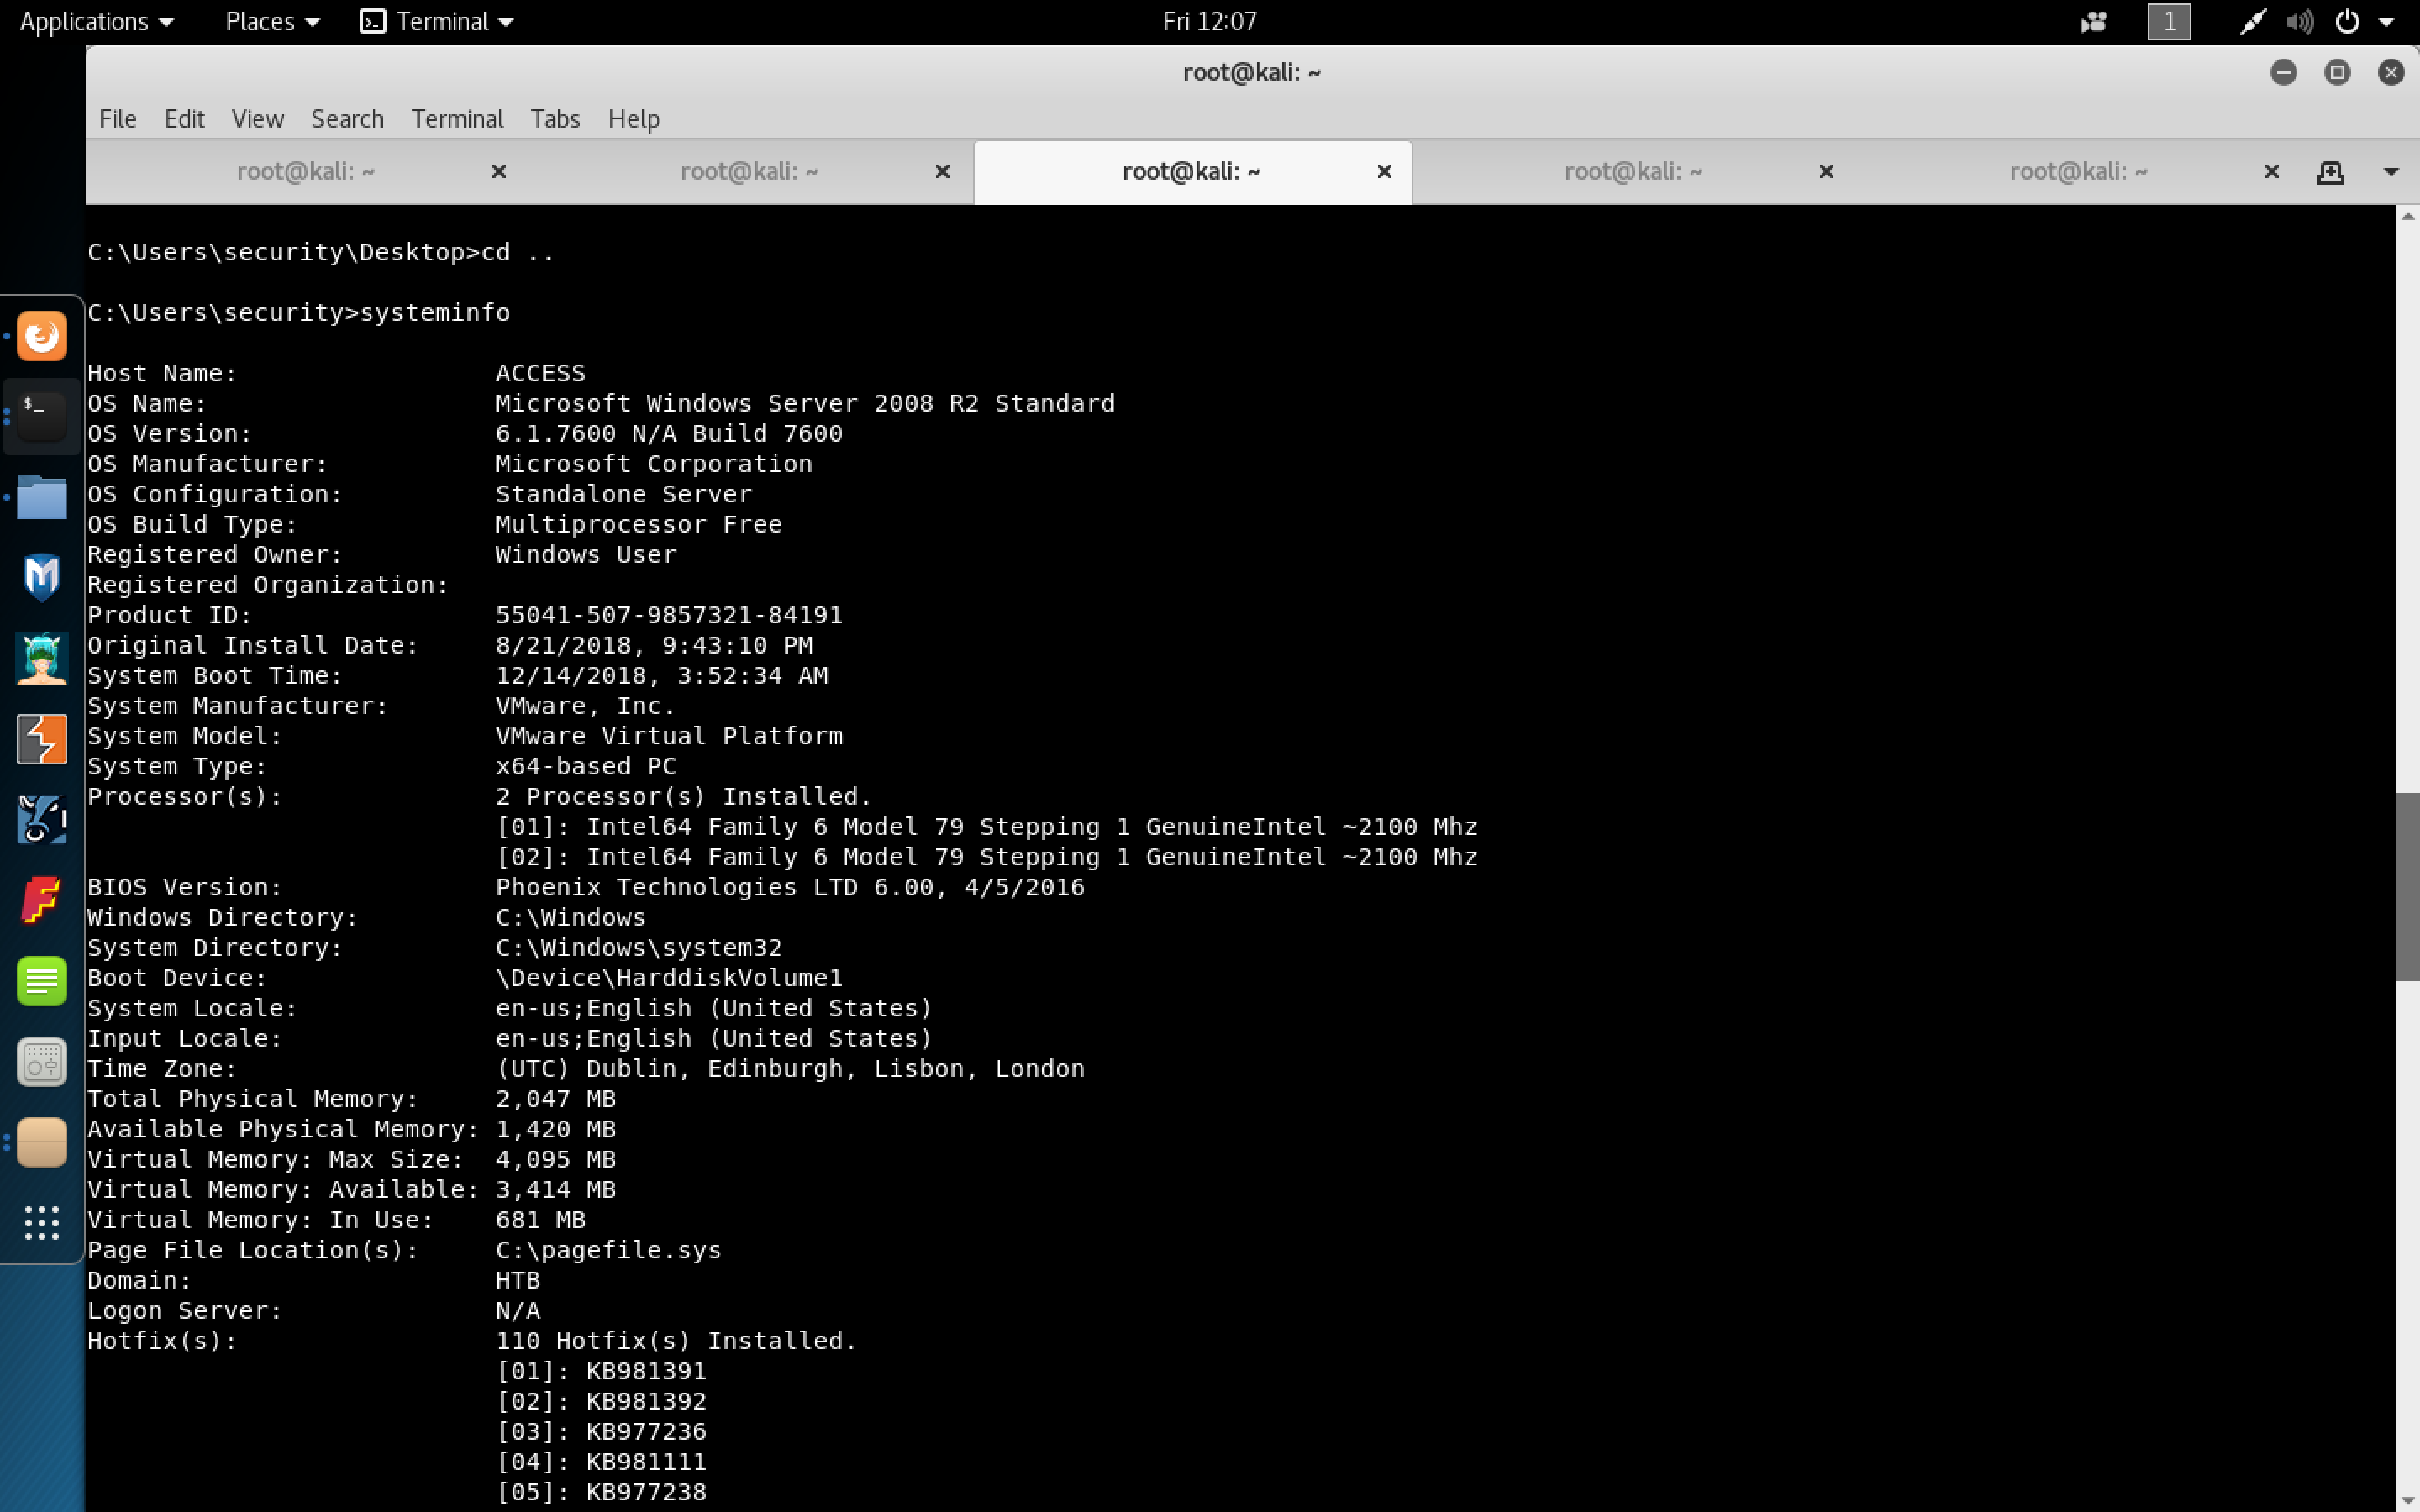 Applications Places Terminal Fri 12:07 1
root@kali: ~
File Edit View Search Terminal Tabs Help
root@kali: ~ root@kali: ~ root@kali: ~ root@kali: ~ root@kali: ~
C:\Users\security\Desktop>cd ..
C:\Users\security>systeminfo
Host Name: ACCESS
OS Name: Microsoft Windows Server 2008 R2 Standard
OS Version: 6.1.7600 N/A Build 7600
OS Manufacturer: Microsoft Corporation
OS Configuration: Standalone Server
OS Build Type: Multiprocessor Free
Registered Owner: Windows User
Registered Organization:
Product ID: 55041-507-9857321-84191
Original Install Date: 8/21/2018, 9:43:10 PM
System Boot Time: 12/14/2018, 3:52:34 AM
System Manufacturer: VMware, Inc.
System Model: VMware Virtual Platform
System Type: x64-based PC
Processor(s): 2 Processor(s) Installed.
[01]: Intel64 Family 6 Model 79 Stepping 1 GenuineIntel ~2100 Mhz
[02]: Intel64 Family 6 Model 79 Stepping 1 GenuineIntel ~2100 Mhz
BIOS Version: Phoenix Technologies LTD 6.00, 4/5/2016
Windows Directory: C:\Windows
System Directory: C:\Windows\system32
Boot Device: \Device\HarddiskVolume1
System Locale: en-us;English (United States)
Input Locale: en-us;English (United States)
Time Zone: (UTC) Dublin, Edinburgh, Lisbon, London
Total Physical Memory: 2,047 MB
Available Physical Memory: 1,420 MB
Virtual Memory: Max Size: 4,095 MB
Virtual Memory: Available: 3,414 MB
Virtual Memory: In Use: 681 MB
Page File Location(s): C:\pagefile.sys
Domain: HTB
Logon Server: N/A
Hotfix(s): 110 Hotfix(s) Installed.
[01]: KB981391
[02]: KB981392
[03]: KB977236
[04]: KB981111
[05]: KB977238